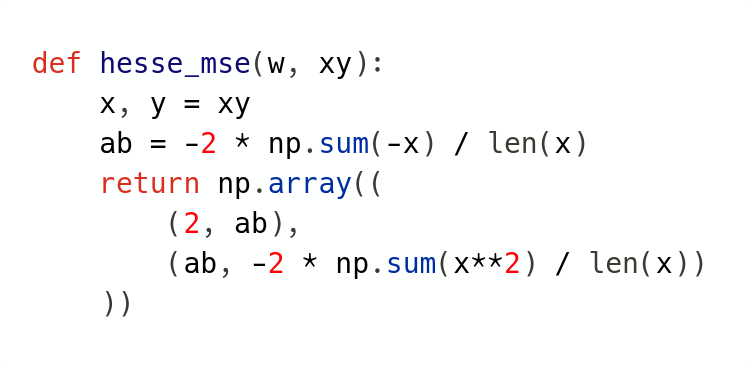 def hesse_mse(w, xy):
    x, y = xy
    ab = -2 * np.sum(-x) / len(x)
    return np.array((
        (2, ab),
        (ab, -2 * np.sum(x**2) / len(x))
    ))